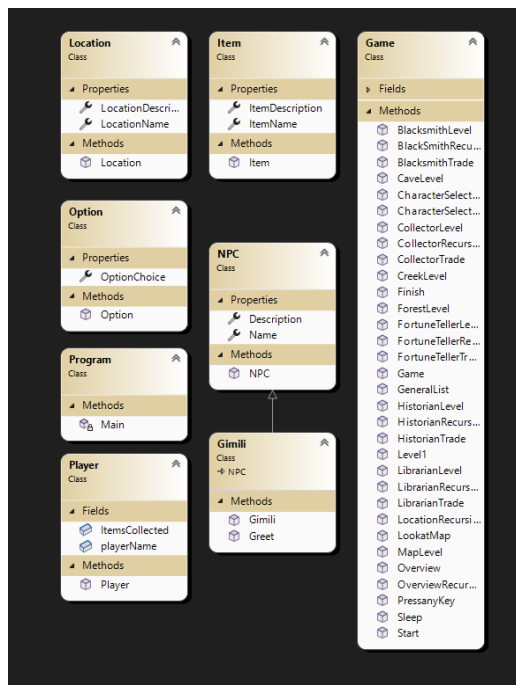 Location
Class
Properties
LocationDescri...
LocationName
Methods
Location
Option
Class
Properties
OptionChoice
Methods
Option
Program
Class
Methods
Main
Player
Class
Fields
ItemsCollected
playerName
Methods
Player
Item
Class
Properties
ItemDescription
ItemName
Methods
Item
NPC
Class
Properties
Description
Name
Methods
NPC
Gimili
Class
NPC
Methods
Gimili
Greet
Game
Class
Fields
Methods
BlacksmithLevel
BlackSmithRecu...
BlacksmithTrade
CaveLevel
CharacterSelect...
CharacterSelect...
CollectorLevel
CollectorRecurs...
CollectorTrade
CreekLevel
Finish
ForestLevel
FortuneTellerLe...
FortuneTellerRe...
FortuneTellerTr...
Game
GeneralList
HistorianLevel
HistorianRecurs...
HistorianTrade
Level1
LibrarianLevel
LibrarianRecurs...
LibrarianTrade
LocationRecursi...
LookatMap
MapLevel
Overview
OverviewRecur...
PressanyKey
Sleep
Start